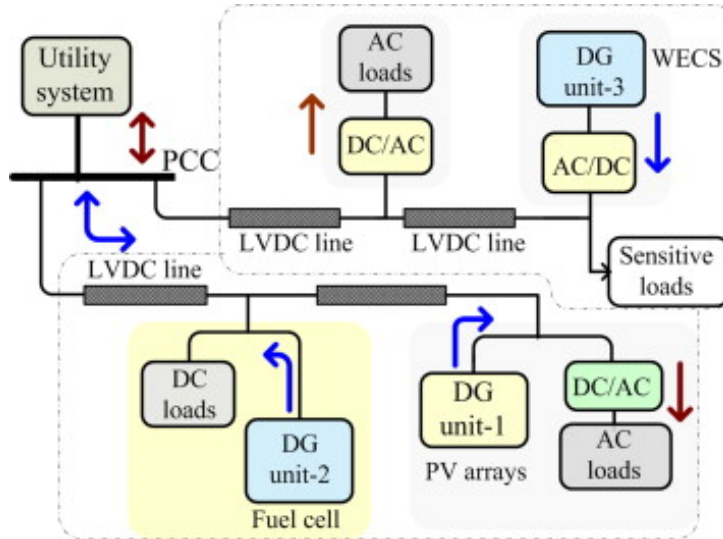 Utility
system
AC
loads
DG
unit-3
WECS
DC/AC
AC/DC
PCC
LVDC line
LVDC line
LVDC line
Sensitive
loads
DC
loads
DG
unit-2
Fuel cell
DG
unit-1
PV arrays
DC/AC
AC
loads